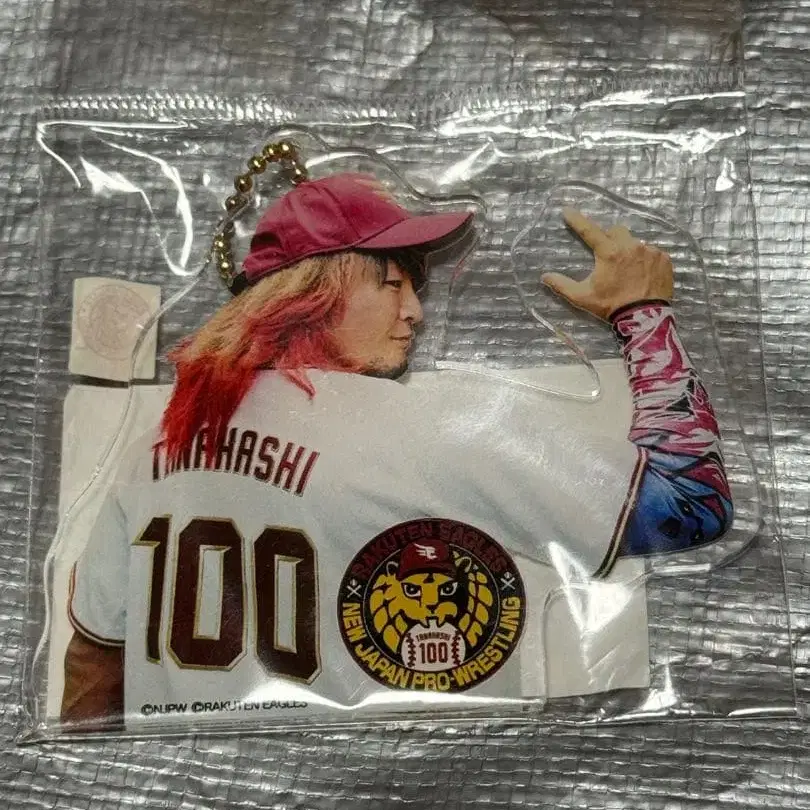 TANAHASHI
100
RAKUTEN EAGLES
TANAHASHI
100
NEW JAPAN PRO-WRESTLING
©NJPW ©RAKUTEN EAGLES